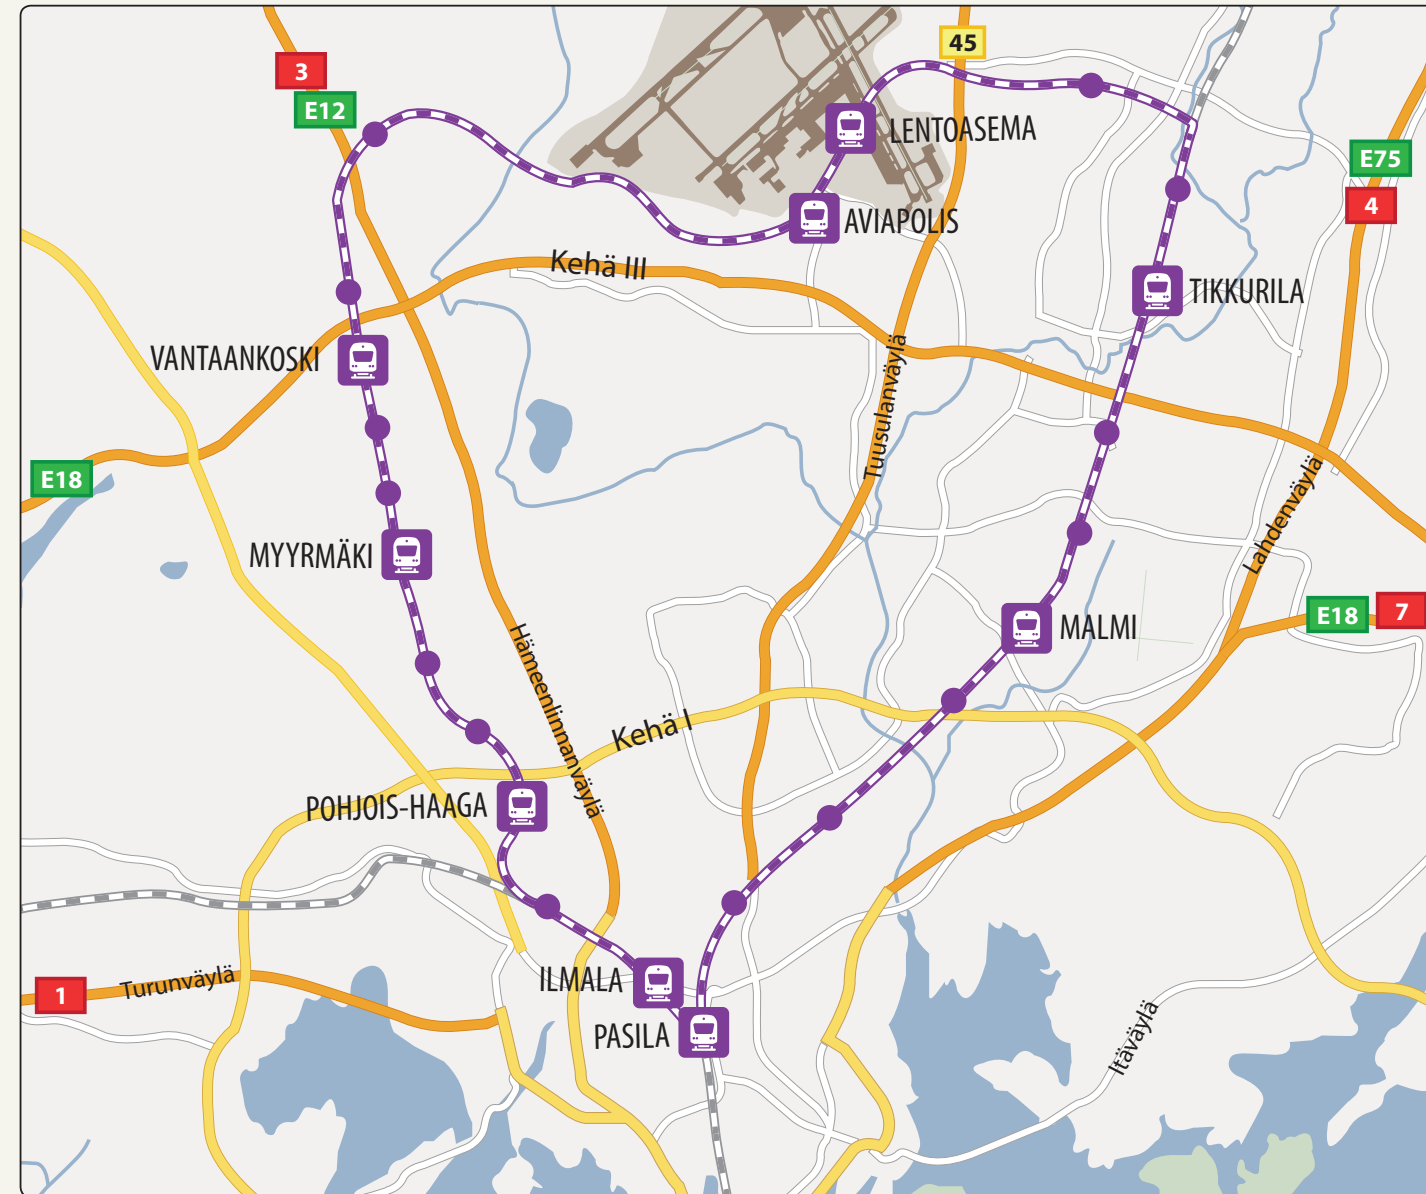 3
45
E12
LENTOASEMA
E75
4
AVIAPOLIS
Kehä III
TIKKURILA
VANTAANKOSKI
Tuusulanväylä
E18
Lahdenväylä
MYYRMÄKI
E18
7
MALMI
Hämeenlinnanväylä
Kehä I
POHJOIS-HAAGA
ILMALA
Turunväylä
1
PASILA
Itäväylä